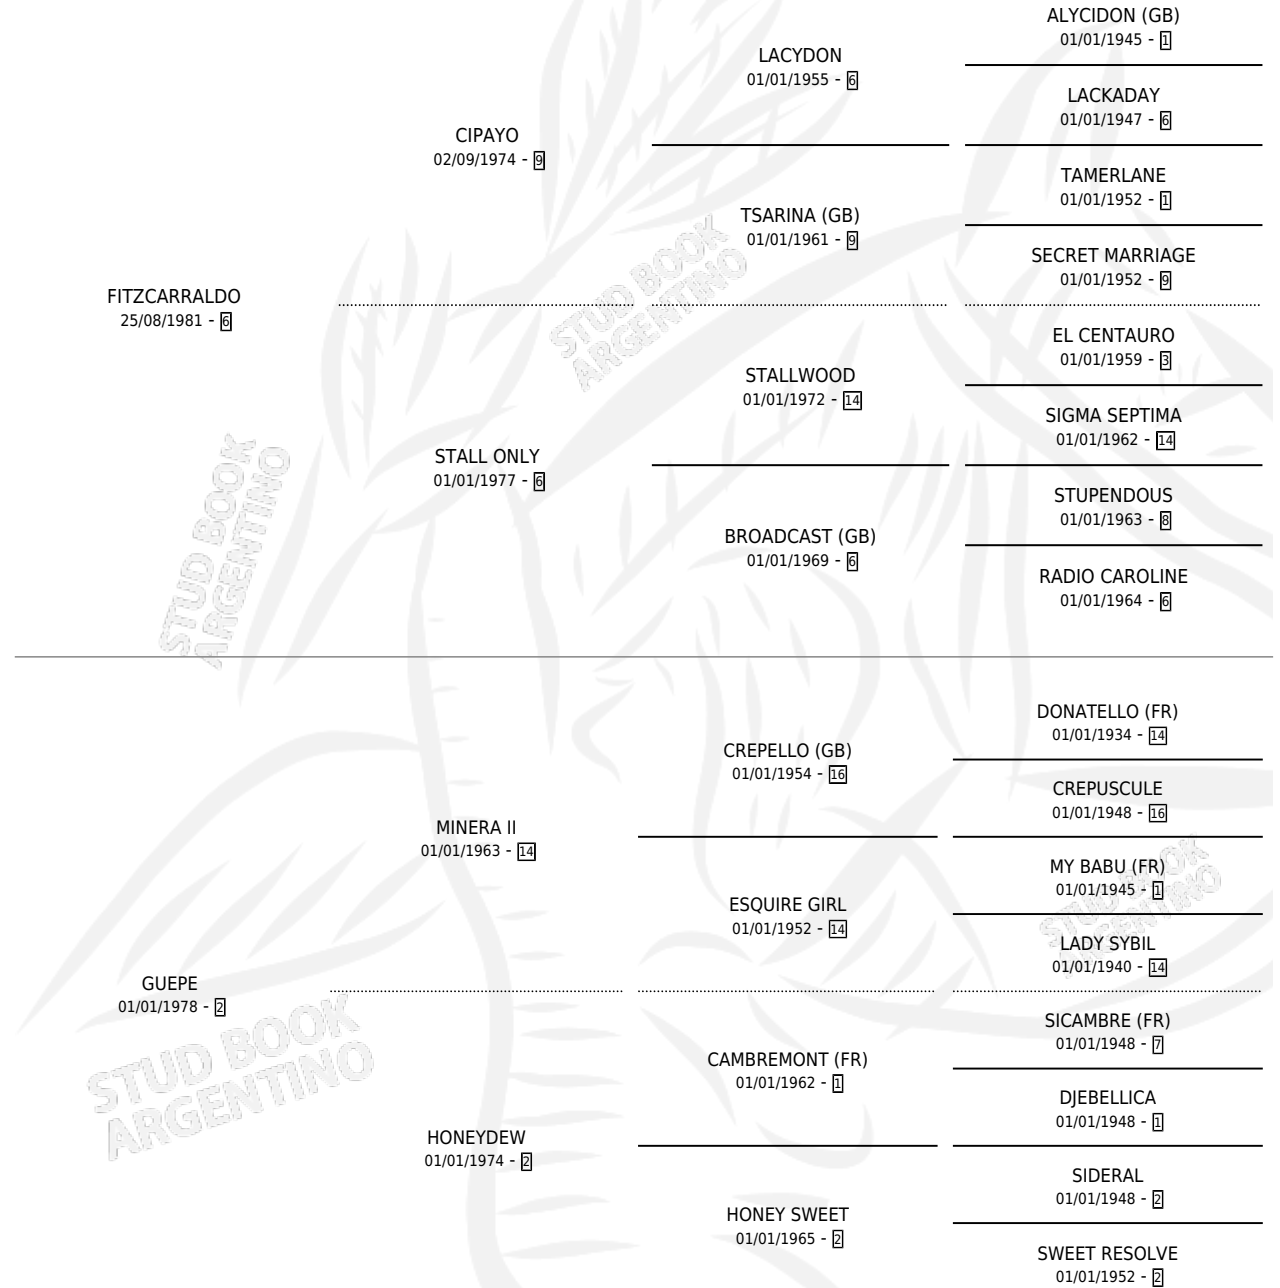 ALYCIDON (GB)
01/01/1945 - 1
LACYDON
01/01/1955 - 6
LACKADAY
01/01/1947 - 6
CIPAYO
02/09/1974 - 9
TAMERLANE
01/01/1952 - 1
TSARINA (GB)
01/01/1961 - 9
SECRET MARRIAGE
01/01/1952 - 9
FITZCARRALDO
25/08/1981 - 6
STUD BOOK
ARGENTINO
EL CENTAURO
01/01/1959 - 3
STALLWOOD
01/01/1972 - 14
SIGMA SEPTIMA
01/01/1962 - 14
STALL ONLY
01/01/1977 - 6
STUPENDOUS
01/01/1963 - 8
BROADCAST (GB)
01/01/1969 - 6
RADIO CAROLINE
01/01/1964 - 6
STUD BOOK
ARGENTINO
DONATELLO (FR)
01/01/1934 - 14
CREPELLO (GB)
01/01/1954 - 16
CREPUSCULE
01/01/1948 - 16
MINERA II
01/01/1963 - 14
MY BABU (FR)
01/01/1945 - 1
ESQUIRE GIRL
01/01/1952 - 14
STUD BOOK
ARGENTINO
LADY SYBIL
01/01/1940 - 14
GUEPE
01/01/1978 - 2
SICAMBRE (FR)
01/01/1948 - 7
STUD BOOK
ARGENTINO
CAMBREMONT (FR)
01/01/1962 - 1
DJEBELLICA
01/01/1948 - 1
HONEYDEW
01/01/1974 - 2
SIDERAL
01/01/1948 - 2
HONEY SWEET
01/01/1965 - 2
SWEET RESOLVE
01/01/1952 - 2